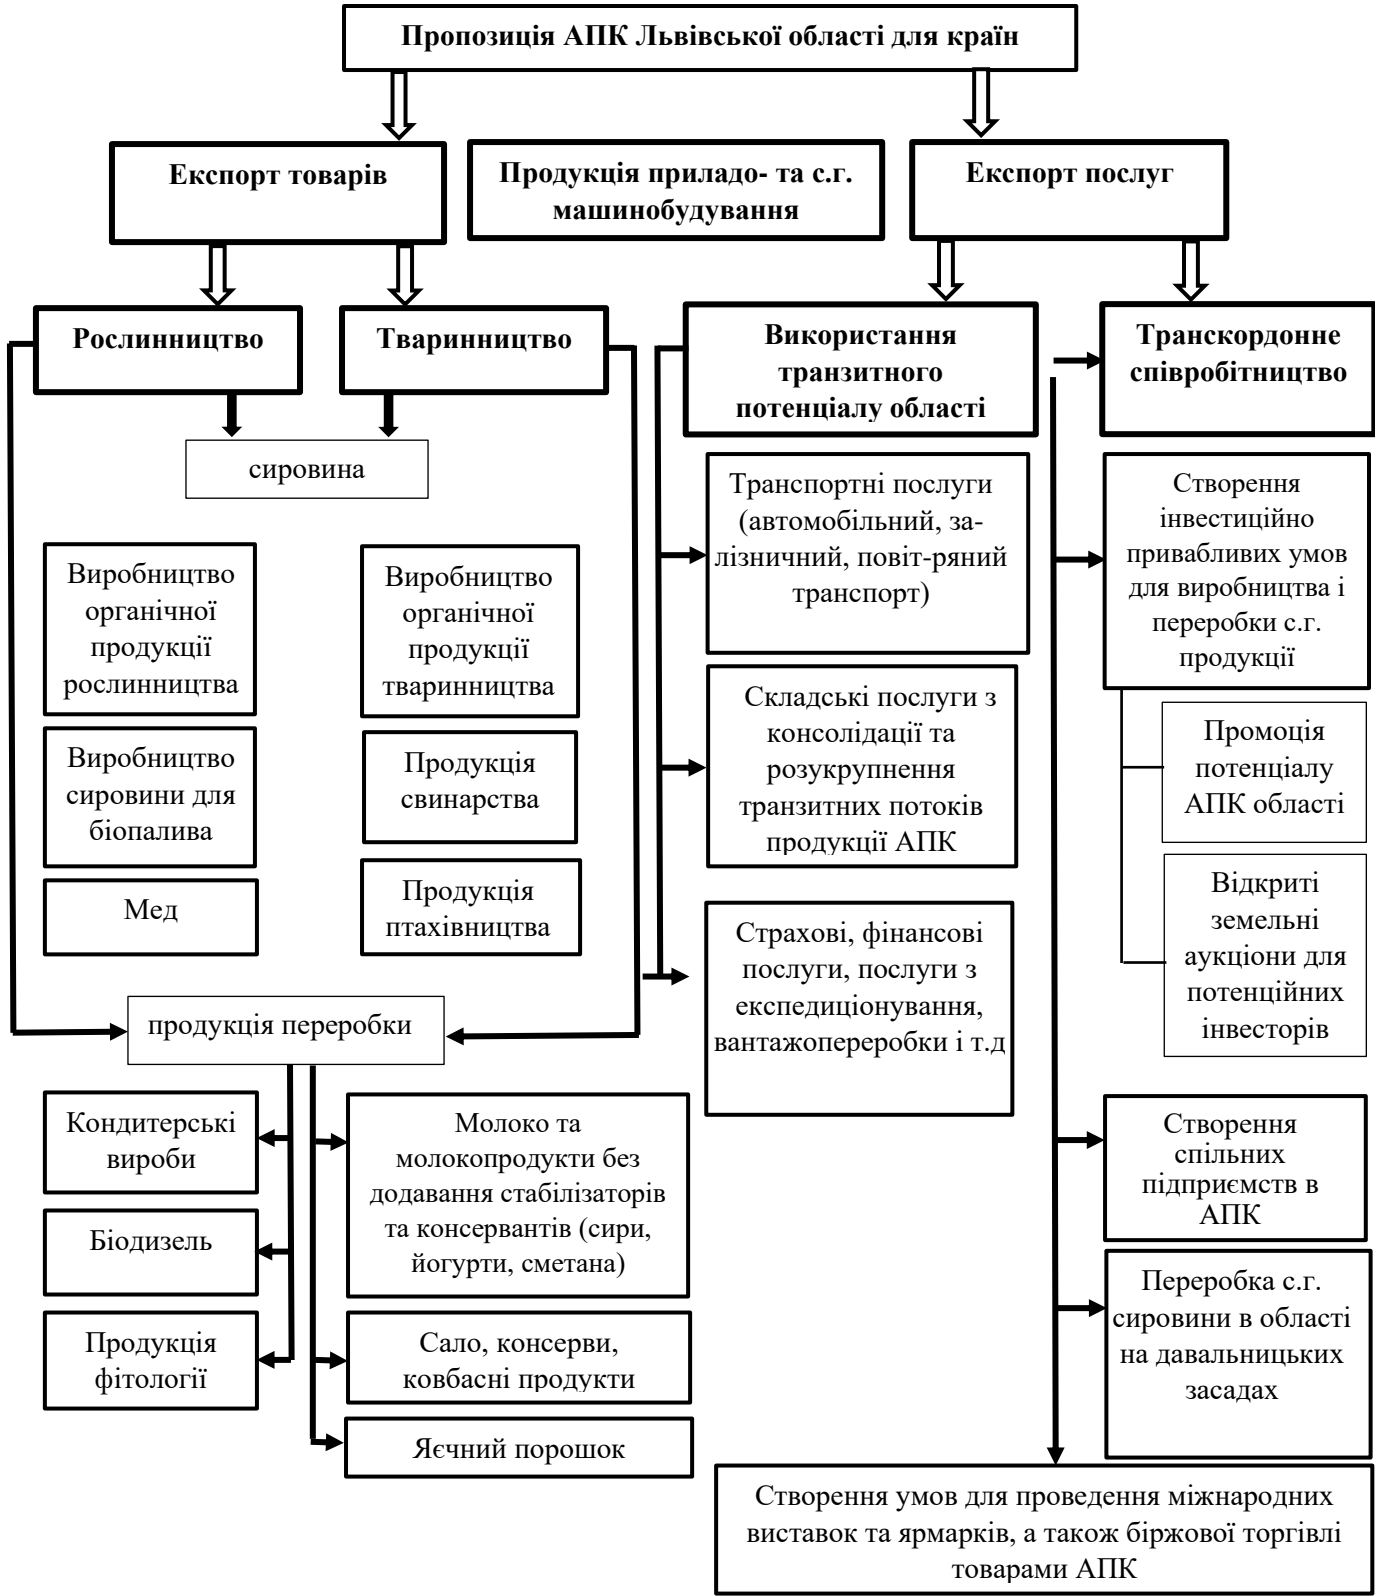 Пропозиція АПК Львівської області для країн
Експорт товарів
Продукція приладо- та с.г.
машинобудування
Експорт послуг
Рослинництво
Тваринництво
Використання
транзитного
потенціалу області
Транскордонне
співробітництво
сировина
Виробництво
органічної
продукції
рослинництва
Виробництво
сировини для
біопалива
Мед
Виробництво
органічної
продукції
тваринництва
Продукція
свинарства
Продукція
птахівництва
продукція переробки
Кондитерські
вироби
Біодизель
Продукція
фітології
Молоко та
молокопродукти без
додавання стабілізаторів
та консервантів (сири,
йогурти, сметана)
Сало, консерви,
ковбасні продукти
Яєчний порошок
Транспортні послуги
(автомобільний, за-
лізничний, повіт-ряний
транспорт)
Складські послуги з
консолідації та
розукрупнення
транзитних потоків
продукції АПК
Страхові, фінансові
послуги, послуги з
експедиціонування,
вантажопереробки і т.д
Створення
інвестиційно
привабливих умов
для виробництва і
переробки с.г.
продукції
Промоція
потенціалу
АПК області
Відкриті
земельні
аукціони для
потенційних
інвесторів
Створення
спільних
підприємств в
АПК
Переробка с.г.
сировини в області
на давальницьких
засадах
Створення умов для проведення міжнародних
виставок та ярмарків, а також біржової торгівлі
товарами АПК